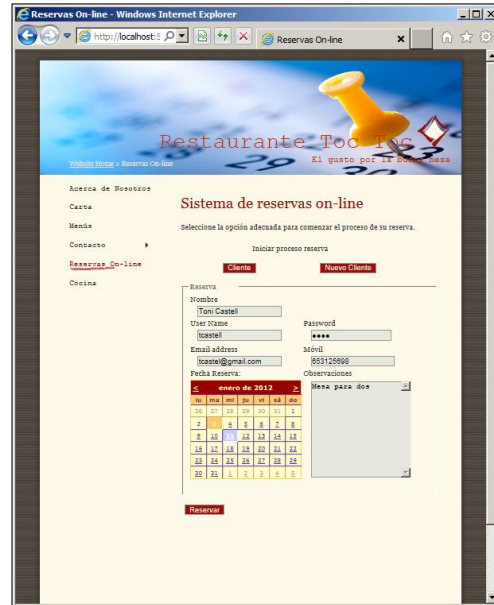 Reservas On-line - Windows Internet Explorer
http://localhost:5
Reservas On-line
Restaurante Toc Toc
El gusto por la buena mesa
Website Home > Reservas On-line
Acerca de Nosotros
Carta
Menús
Contacto
Reservas On-line
Cocina
Sistema de reservas on-line
Seleccione la opción adecuada para comenzar el proceso de su reserva.
Iniciar proceso reserva
Cliente Nuevo Cliente
Reserva
Nombre
Toni Castell
User Name Password
tcastell ●●●●
Email address Móvil
tcastel@gmail.com 653125698
Fecha Reserva: Observaciones
< enero de 2012 > Mesa para dos
lu ma mi ju vi sá do
26 27 28 29 30 31 1
2 3 4 5 6 7 8
9 10 11 12 13 14 15
16 17 18 19 20 21 22
23 24 25 26 27 28 29
30 31 1 2 3 4 5
Reservar